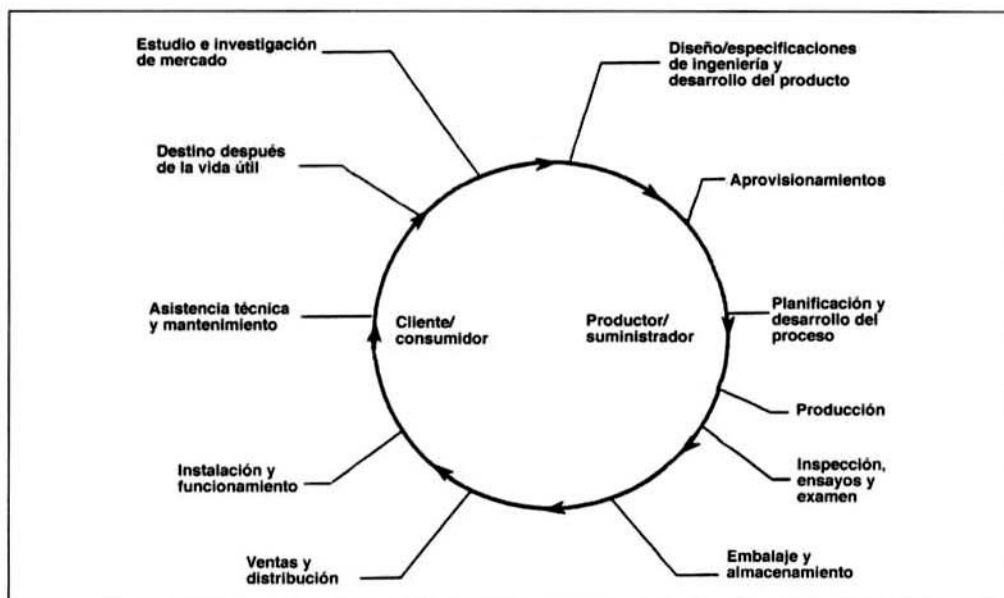 Estudio e investigación
de mercado
Diseño/especificaciones
de ingeniería y
desarrollo del producto
Destino después
de la vida útil
Aprovisionamientos
Asistencia técnica
y mantenimiento
Cliente/
consumidor
Productor/
suministrador
Planificación y
desarrollo del
proceso
Producción
Instalación y
funcionamiento
Inspección,
ensayos y
examen
Ventas y
distribución
Embalaje y
almacenamiento